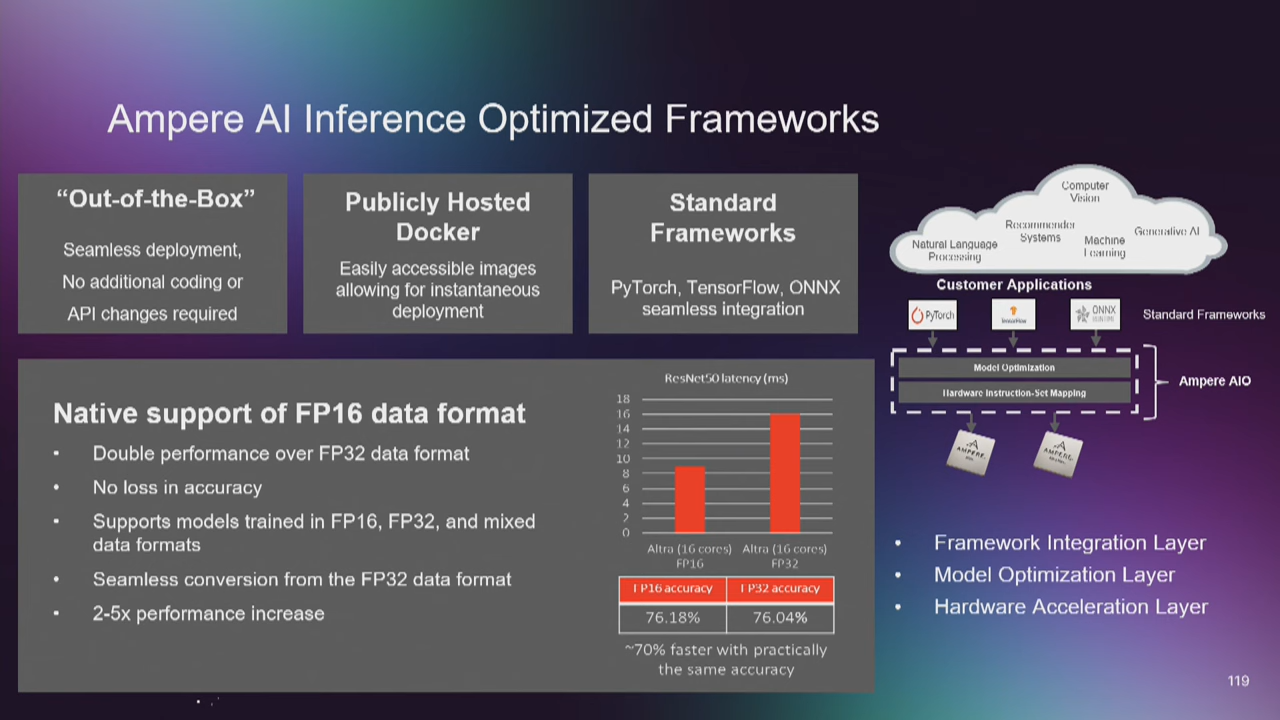 Ampere AI Inference Optimized Frameworks
“Out-of-the-Box”
Seamless deployment,
No additional coding or
API changes required
Publicly Hosted
Docker
Easily accessible images
allowing for instantaneous
deployment
Standard
Frameworks
PyTorch, TensorFlow, ONNX
seamless integration
Native support of FP16 data format
• Double performance over FP32 data format
• No loss in accuracy
• Supports models trained in FP16, FP32, and mixed
data formats
• Seamless conversion from the FP32 data format
• 2-5x performance increase
ResNet50 latency (ms)
18
16
14
12
10
8
6
4
2
0
Altra (16 cores) Altra (16 cores)
FP16 FP32
FP16 accuracy FP32 accuracy
76.18% 76.04%
~70% faster with practically
the same accuracy
Computer
Vision
Recommender
Systems
Generative AI
Natural Language
Processing
Machine
Learning
Customer Applications
PyTorch
TensorFlow
ONNX
Standard Frameworks
Model Optimization
Hardware Instruction-Set Mapping
Ampere AIO
AMPERE.
AMPERE.
• Framework Integration Layer
• Model Optimization Layer
• Hardware Acceleration Layer
119